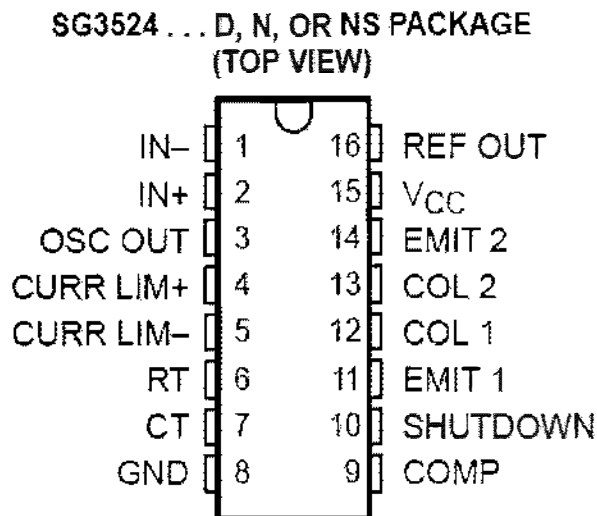 SG3524 . . . D, N, OR NS PACKAGE
(TOP VIEW)
IN– 1 16 REF OUT
IN+ 2 15 VCC
OSC OUT 3 14 EMIT 2
CURR LIM+ 4 13 COL 2
CURR LIM– 5 12 COL 1
RT 6 11 EMIT 1
CT 7 10 SHUTDOWN
GND 8 9 COMP